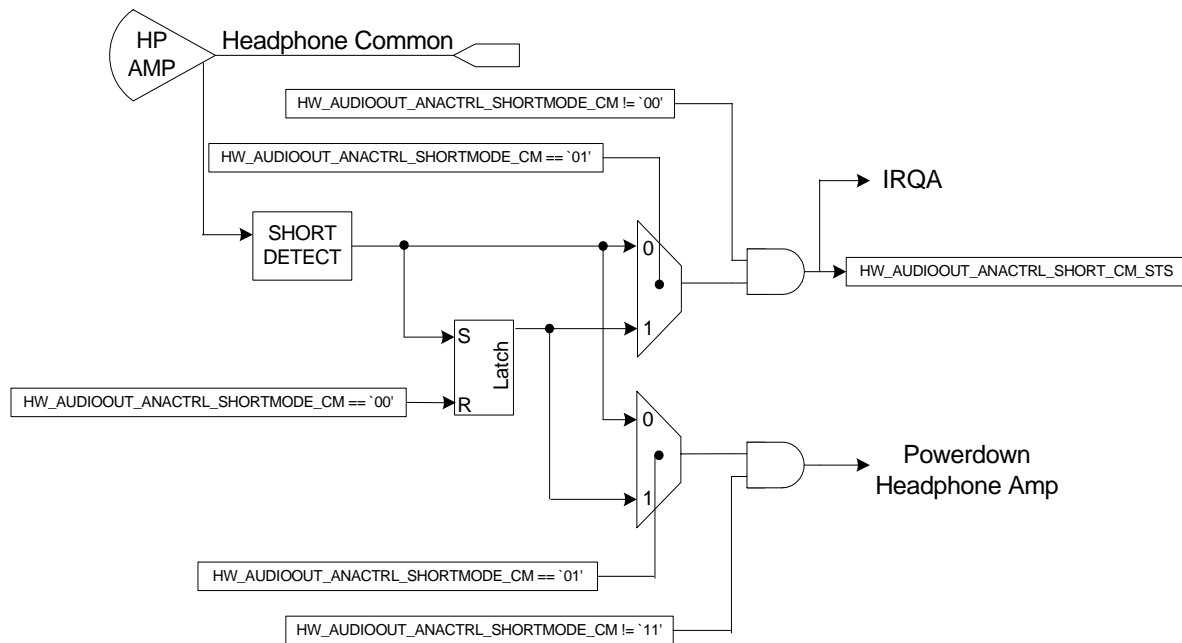 HP
AMP
Headphone Common
HW_AUDIOOUT_ANACTRL_SHORTMODE_CM != `00'
HW_AUDIOOUT_ANACTRL_SHORTMODE_CM == `01'
IRQA
SHORT
DETECT
0
1
HW_AUDIOOUT_ANACTRL_SHORT_CM_STS
S
R
Latch
HW_AUDIOOUT_ANACTRL_SHORTMODE_CM == `00'
0
1
Powerdown
Headphone Amp
HW_AUDIOOUT_ANACTRL_SHORTMODE_CM == `01'
HW_AUDIOOUT_ANACTRL_SHORTMODE_CM != `11'